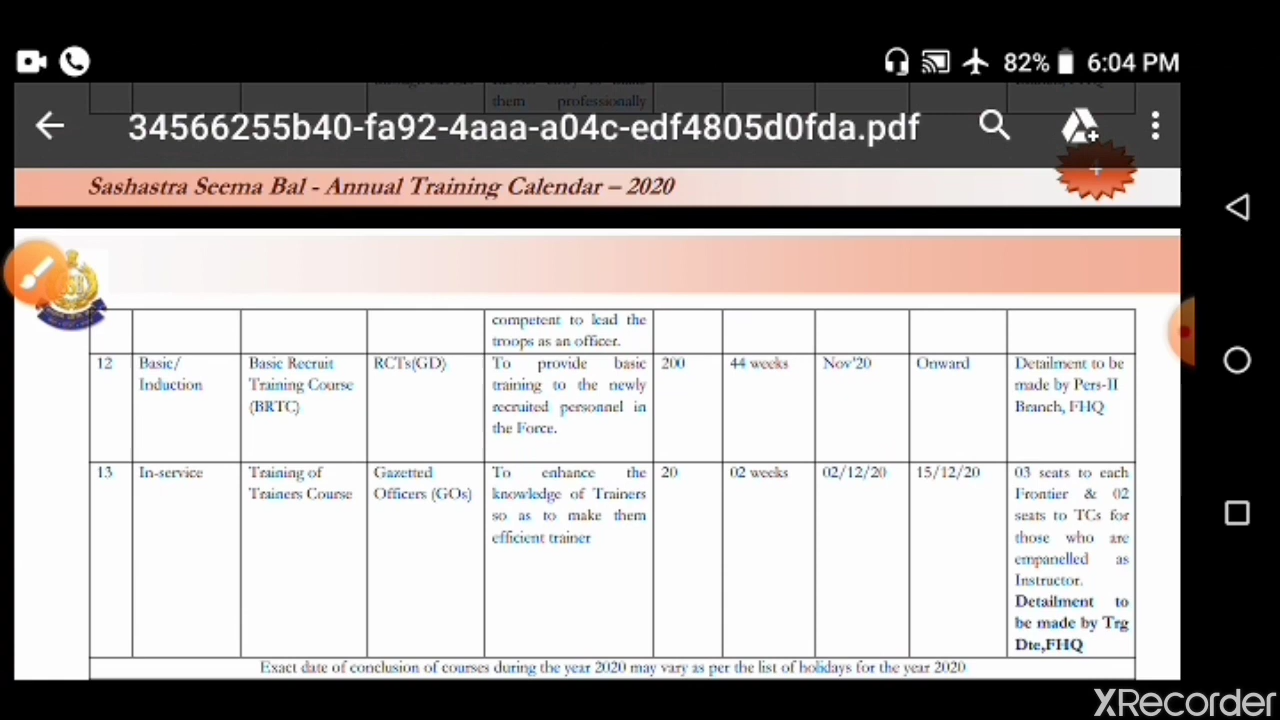 82% 6:04 PM
them professionally
34566255b40-fa92-4aaa-a04c-edf4805d0fda.pdf
Sashastra Seema Bal - Annual Training Calendar – 2020
competent to lead the
troops as an officer.
12 Basic/ Basic Recruit RCTs(GD) To provide basic 200 44 weeks Nov'20 Onward Detailment to be
Induction Training Course training to the newly made by Pers-II
(BRTC) recruited personnel in Branch, FHQ
the Force.
13 In-service Training of Gazetted To enhance the 20 02 weeks 02/12/20 15/12/20 03 seats to each
Trainers Course Officers (GOs) knowledge of Trainers Frontier & 02
so as to make them seats to TCs for
efficient trainer those who are
empanelled as
Instructor.
Detailment to
be made by Trg
Dte,FHQ
Exact date of conclusion of courses during the year 2020 may vary as per the list of holidays for the year 2020
XRecorder